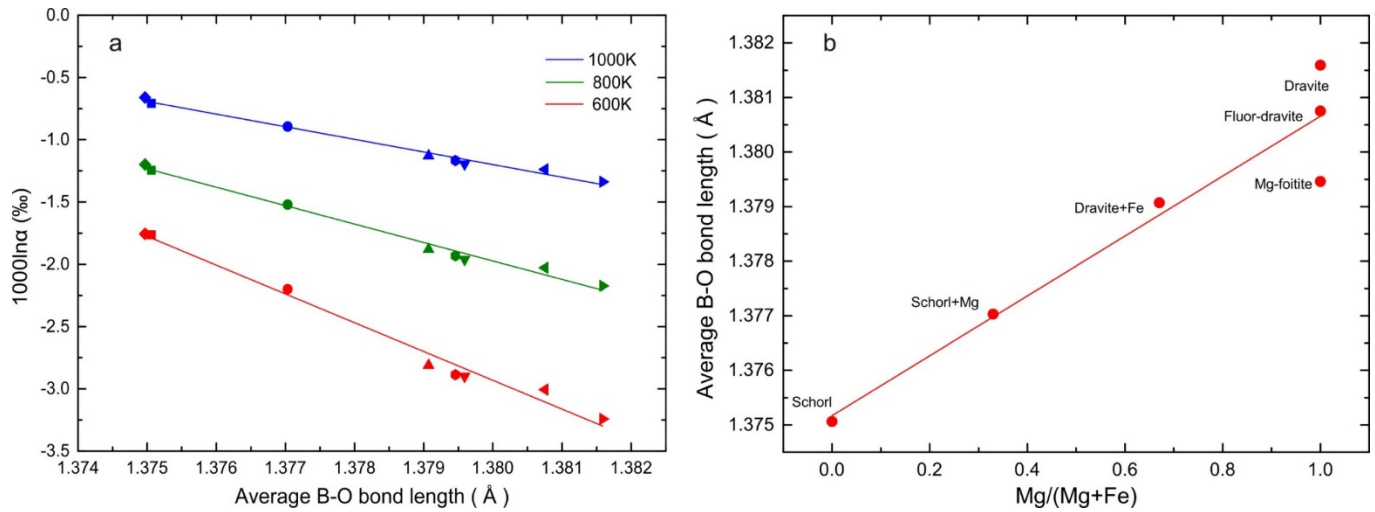 a
1000K
800K
600K
0.0
-0.5
-1.0
-1.5
-2.0
-2.5
-3.0
-3.5
1000lnα (‰)
1.374 1.375 1.376 1.377 1.378 1.379 1.380 1.381 1.382
Average B-O bond length ( Å )
b
1.382
1.381
1.380
1.379
1.378
1.377
1.376
1.375
Average B-O bond length ( Å )
Dravite
Fluor-dravite
Mg-foitite
Dravite+Fe
Schorl+Mg
Schorl
0.0 0.2 0.4 0.6 0.8 1.0
Mg/(Mg+Fe)